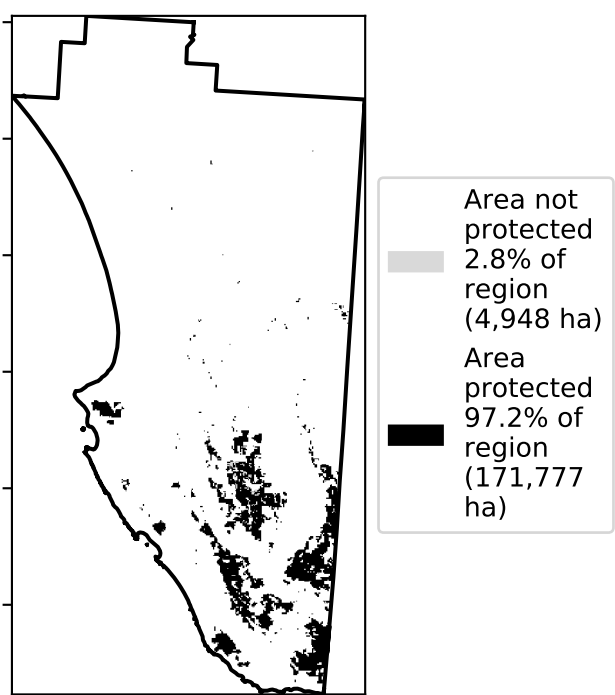 Area not
protected
2.8% of
region
(4,948 ha)
Area
protected
97.2% of
region
(171,777
ha)